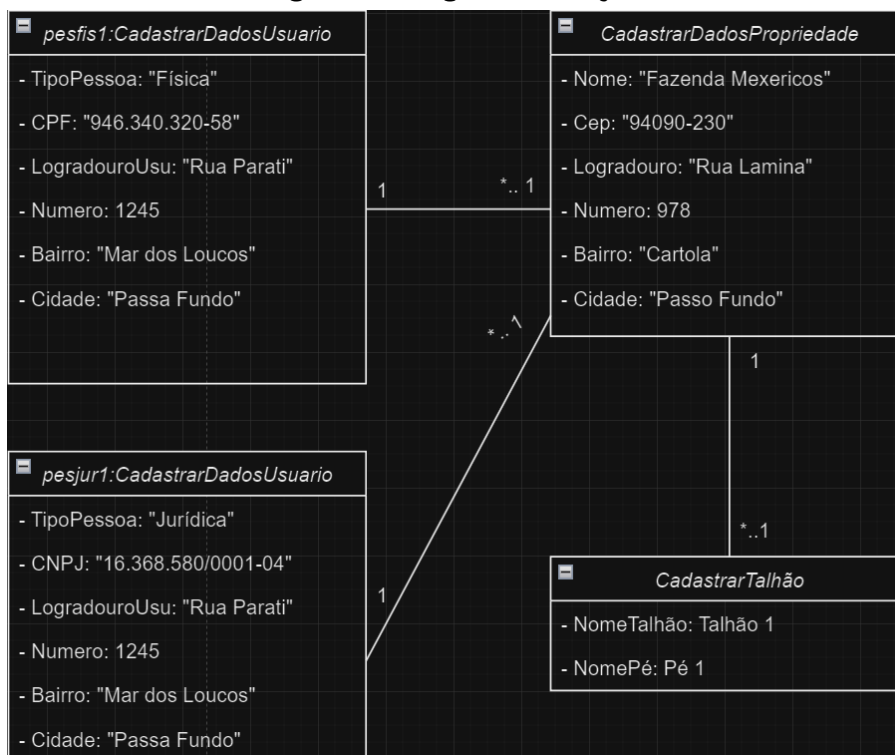 pesfis1:CadastrarDadosUsuario
- TipoPessoa: "Física"
- CPF: "946.340.320-58"
- LogradouroUsu: "Rua Parati"
- Numero: 1245
- Bairro: "Mar dos Loucos"
- Cidade: "Passa Fundo"
1
*.. 1
CadastrarDadosPropriedade
- Nome: "Fazenda Mexericos"
- Cep: "94090-230"
- Logradouro: "Rua Lamina"
- Numero: 978
- Bairro: "Cartola"
- Cidade: "Passo Fundo"
* .. 1
1
pesjur1:CadastrarDadosUsuario
- TipoPessoa: "Jurídica"
- CNPJ: "16.368.580/0001-04"
- LogradouroUsu: "Rua Parati"
- Numero: 1245
- Bairro: "Mar dos Loucos"
- Cidade: "Passa Fundo"
1
*..1
CadastrarTalhão
- NomeTalhão: Talhão 1
- NomePé: Pé 1